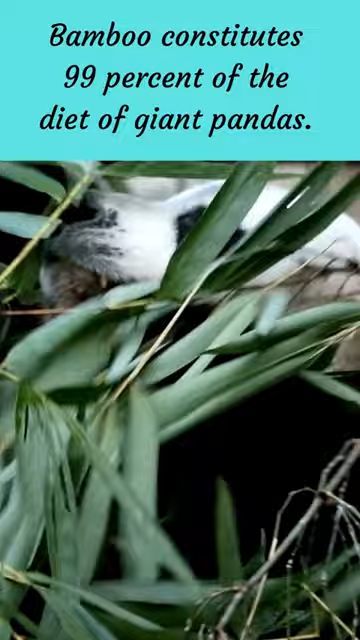 Bamboo constitutes
99 percent of the
diet of giant pandas.